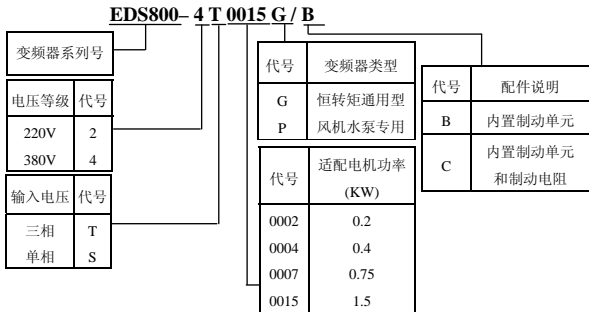 EDS800-4T0015G/B
变频器系列号
电压等级 代号
220V 2
380V 4
输入电压 代号
三相 T
单相 S
代号 变频器类型
G 恒转矩通用型
P 风机水泵专用
代号 适配电机功率
(KW)
0002 0.2
0004 0.4
0007 0.75
0015 1.5
代号 配件说明
B 内置制动单元
C 内置制动单元
和制动电阻